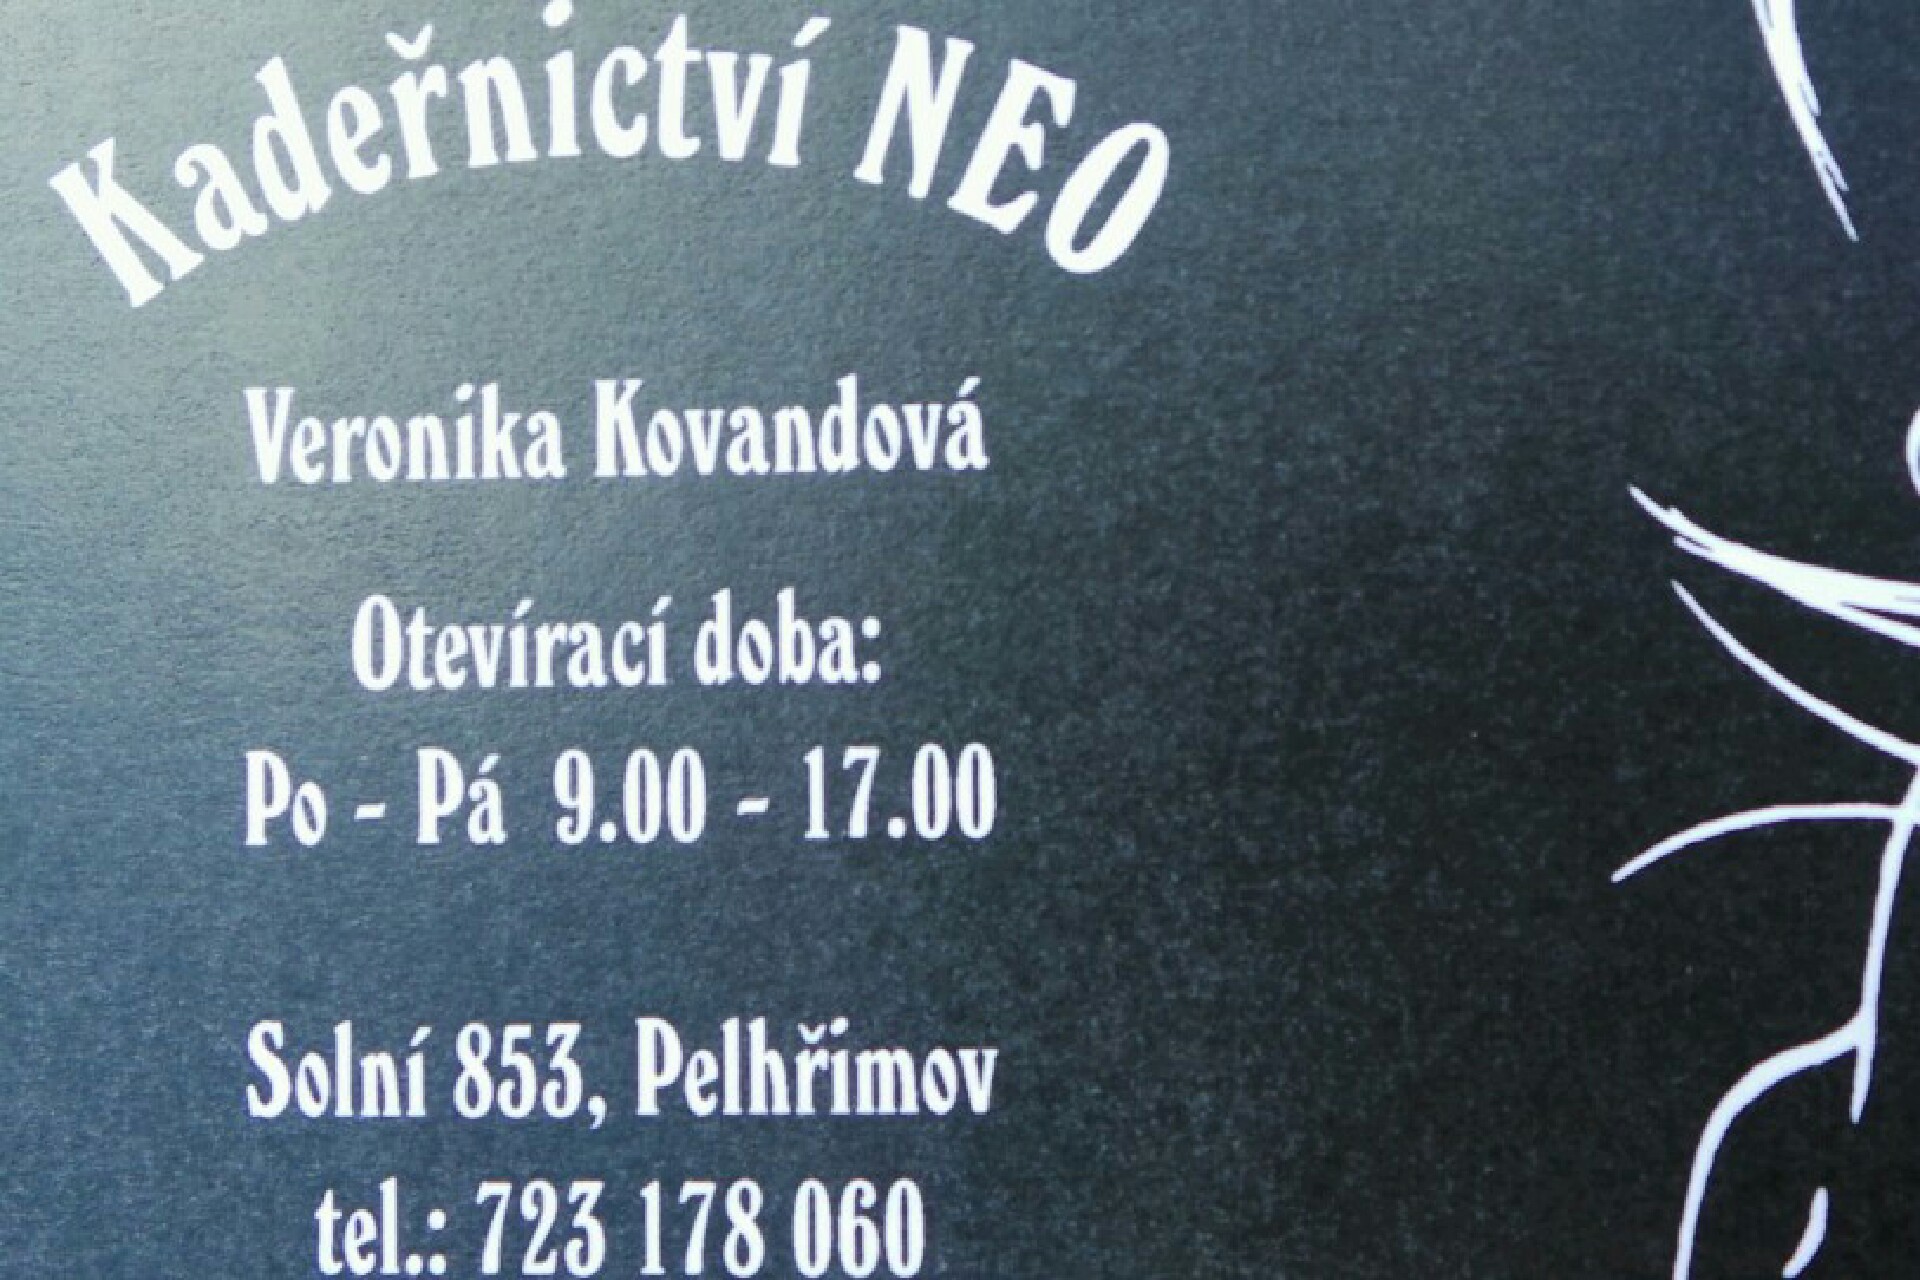 Kadeřnictví NEO
Veronika Kovandová
Otevírací doba:
Po - Pá 9.00 - 17.00
Solní 853, Pelhřimov
tel.: 723 178 060